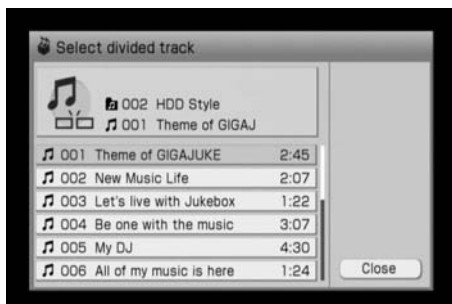 Select divided track
002 HDD Style
001 Theme of GIGAJ
001 Theme of GIGAJUKE 2:45
002 New Music Life 2:07
003 Let's live with Jukebox 1:22
004 Be one with the music 3:07
005 My DJ 4:30
006 All of my music is here 1:24
Close